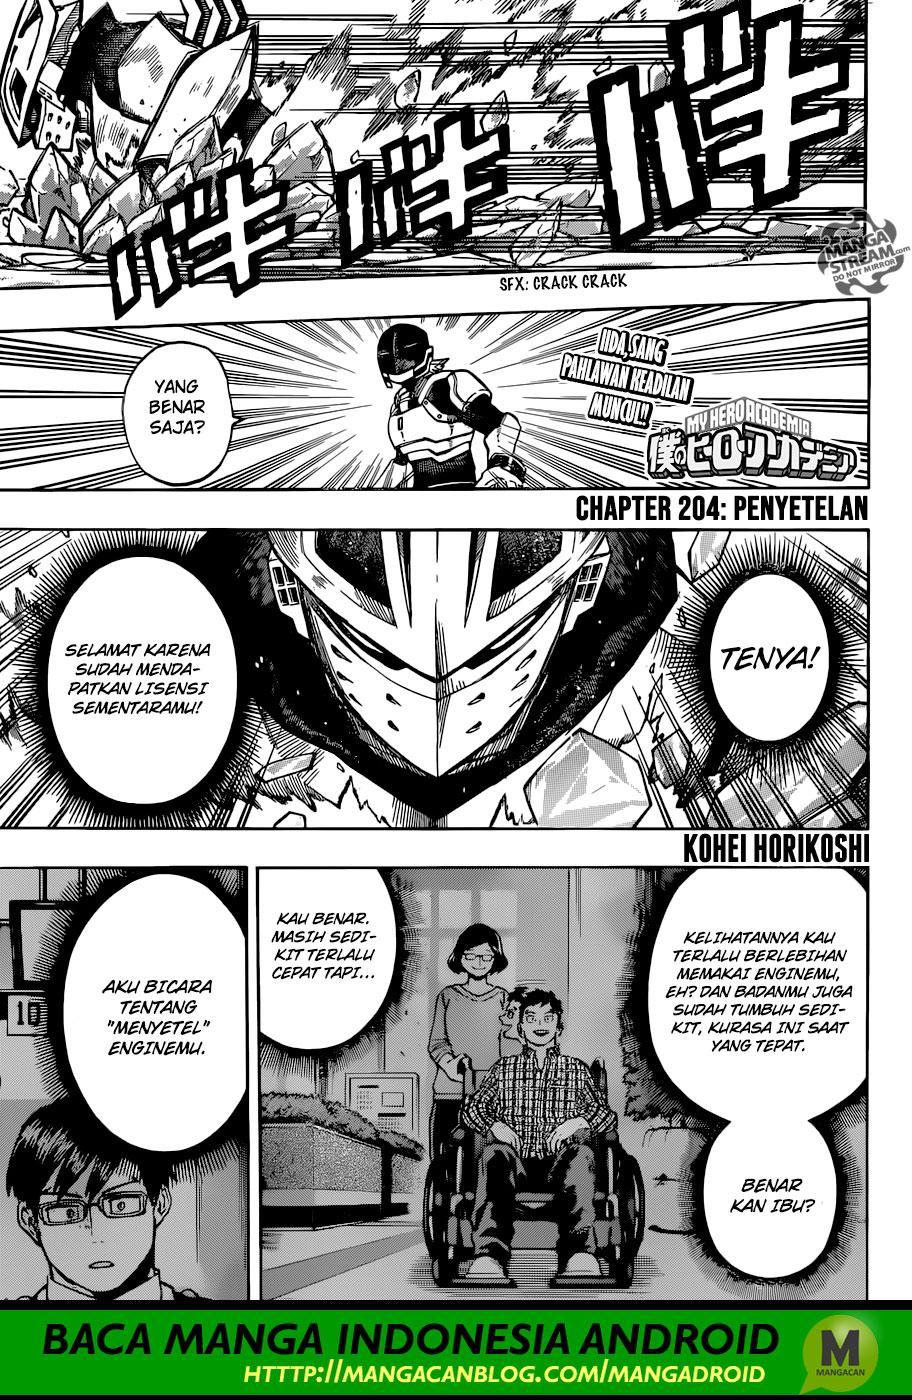 バキ バキ バキ
MANGA
STREAM.com
DO NOT MIRROR
SFX: CRACK CRACK
IIDA, SANG
PAHLAWAN KEADILAN
MUNCUL!!
YANG
BENAR
SAJA?
MY HERO ACADEMIA
僕のヒーローアカデミア
CHAPTER 204: PENYETELAN
TENYA!
SELAMAT KARENA
SUDAH MENDA-
PATKAN LISENSI
SEMENTARAMU!
KOHEI HORIKOSHI
KELIHATANNYA KAU
TERLALU BERLEBIHAN
MEMAKAI ENGINEMU,
EH? DAN BADANMU JUGA
SUDAH TUMBUH SEDI-
KIT, KURASA INI SAAT
YANG TEPAT.
BENAR
KAN IBU?
KAU BENAR.
MASIH SEDI-
KIT TERLALU
CEPAT TAPI...
AKU BICARA
TENTANG
"MENYETEL"
ENGINEMU.
10
BACA MANGA INDONESIA ANDROID
HTTTP://MANGACANBLOG.COM/MANGADROID
M
MANGACAN